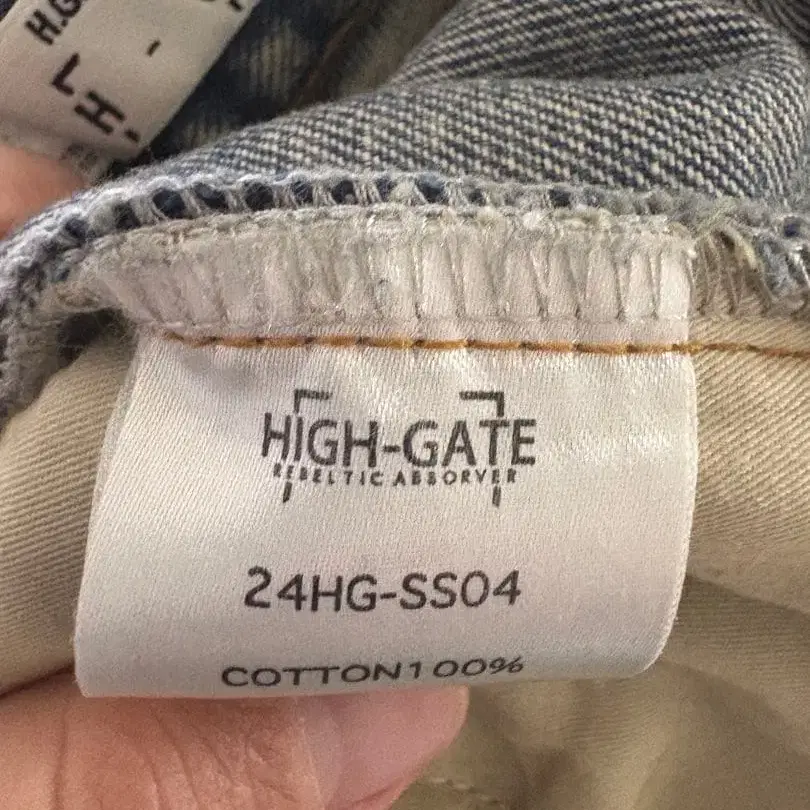 H.G
H
HIGH-GATE
REBELTIC ABSORVER
24HG-SS04
COTTON100%